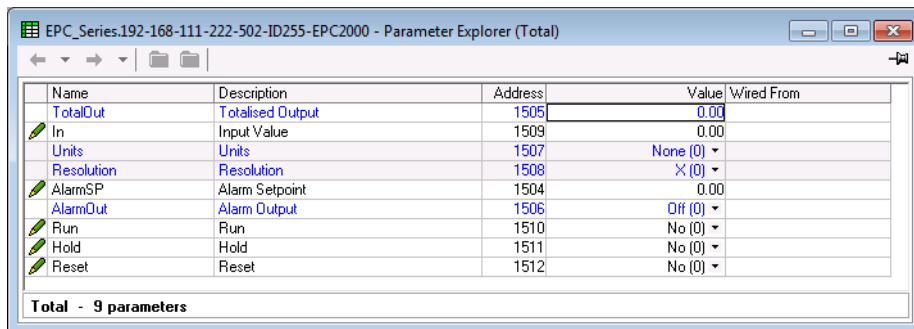 EPC_Series.192-168-111-222-502-ID255-EPC2000 - Parameter Explorer (Total)
Name Description Address Value Wired From
TotalOut Totalised Output 1505 0.00
In Input Value 1509 0.00
Units Units 1507 None (0)
Resolution Resolution 1508 X (0)
AlarmSP Alarm Setpoint 1504 0.00
AlarmOut Alarm Output 1506 Off (0)
Run Run 1510 No (0)
Hold Hold 1511 No (0)
Reset Reset 1512 No (0)
Total - 9 parameters